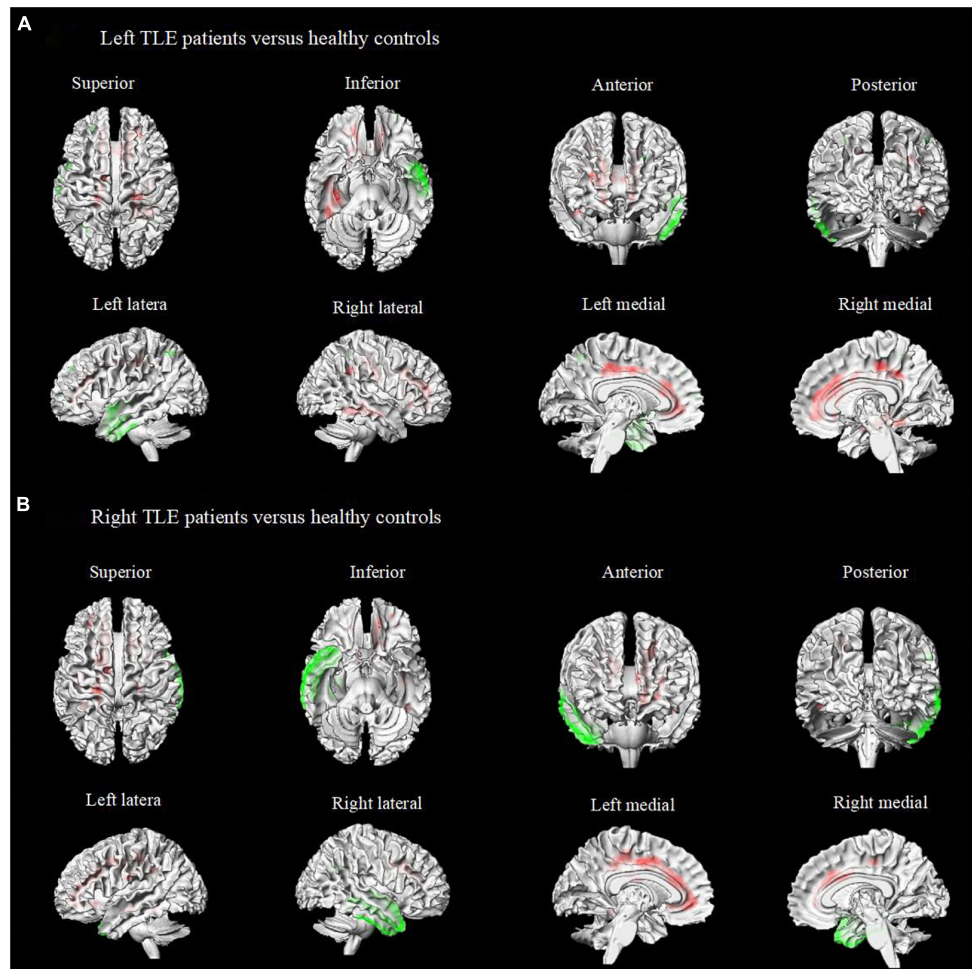 A
Left TLE patients versus healthy controls
Superior Inferior Anterior Posterior
Left latera Right lateral Left medial Right medial
B
Right TLE patients versus healthy controls
Superior Inferior Anterior Posterior
Left latera Right lateral Left medial Right medial